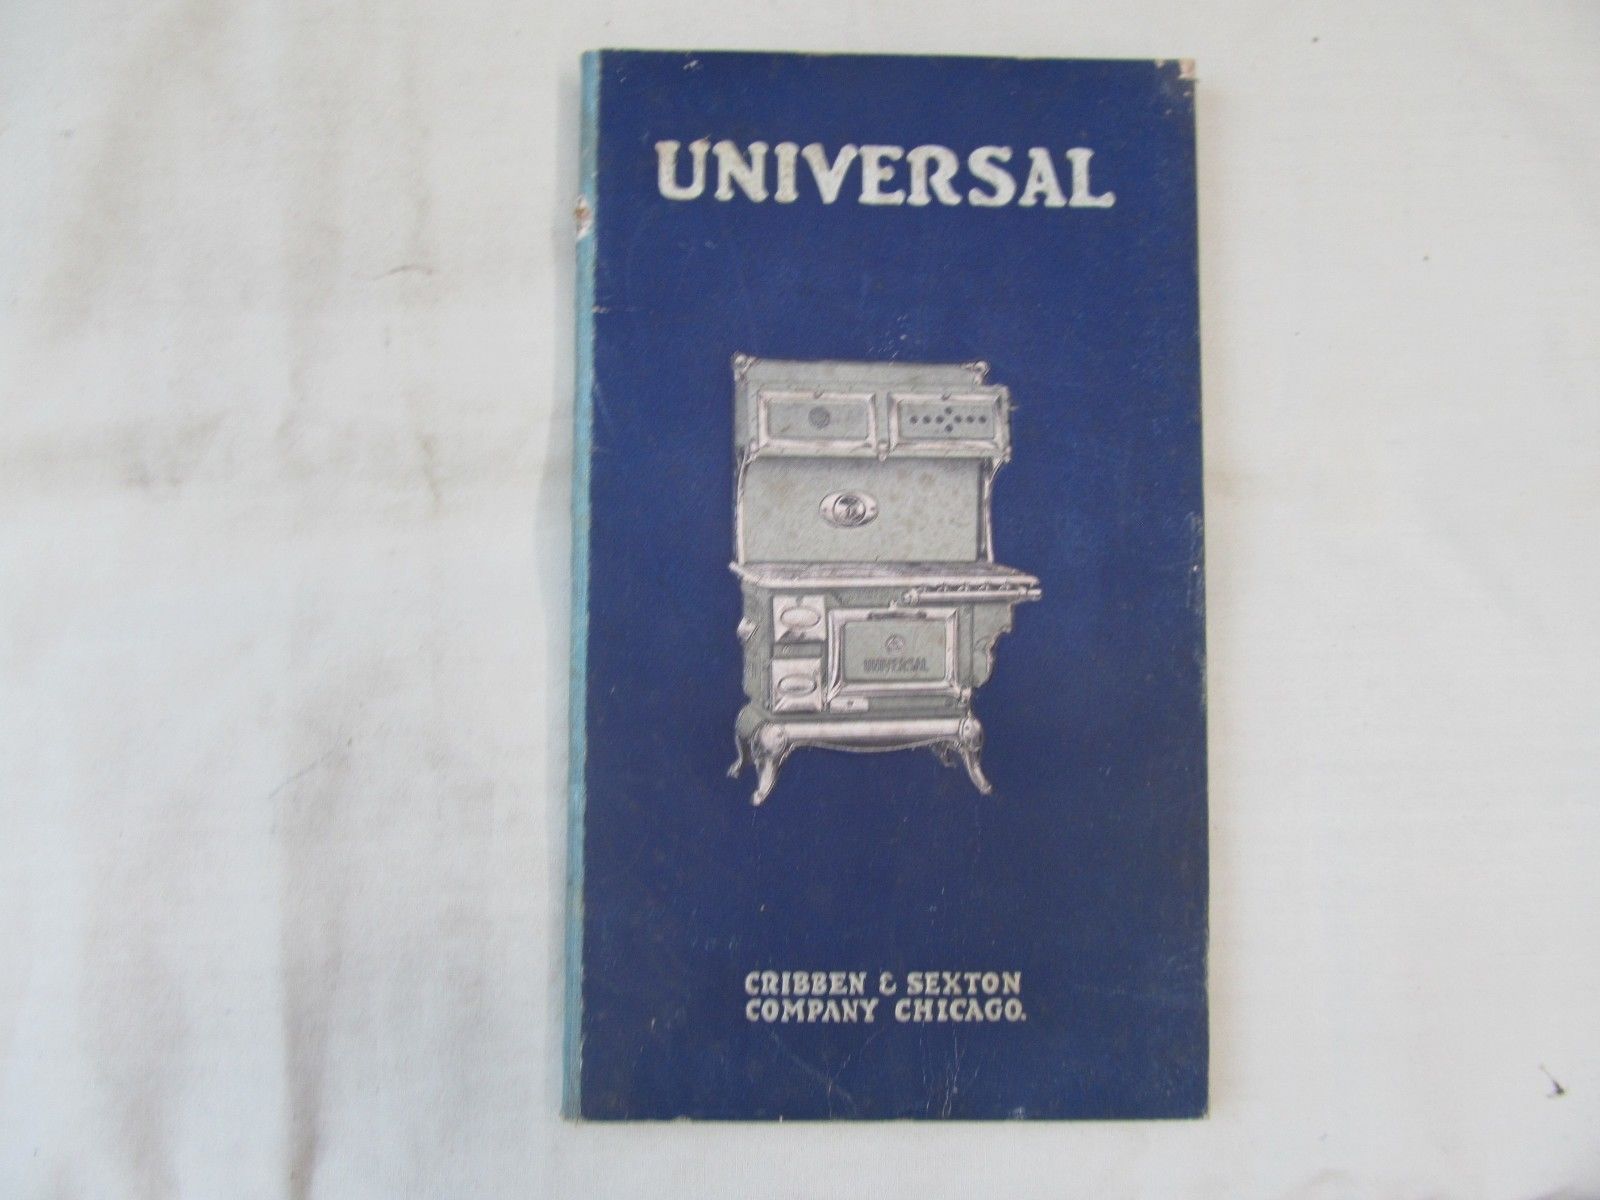 UNIVERSAL
UNIVERSAL
CRIBBEN & SEXTON
COMPANY CHICAGO.